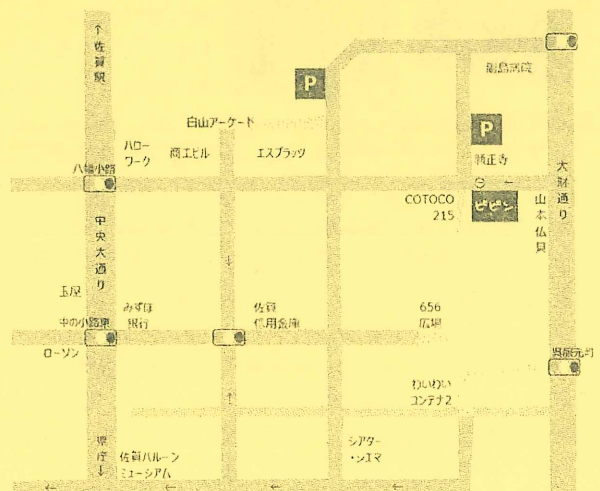 ↑佐賀駅
P
白山アーケード
ハロー
ワーク
商工ビル
エスプラッツ
P
願正寺
八幡小路
COTOCO
215
ピピン
山本仏具
大財通り
中央大通り
玉屋
みずほ
銀行
佐賀
信用金庫
656
広場
中の小路東
ローソン
呉服元町
わいわい
コンテナ2
県庁↓
佐賀バルーン
ミュージアム
シアター
・シエマ